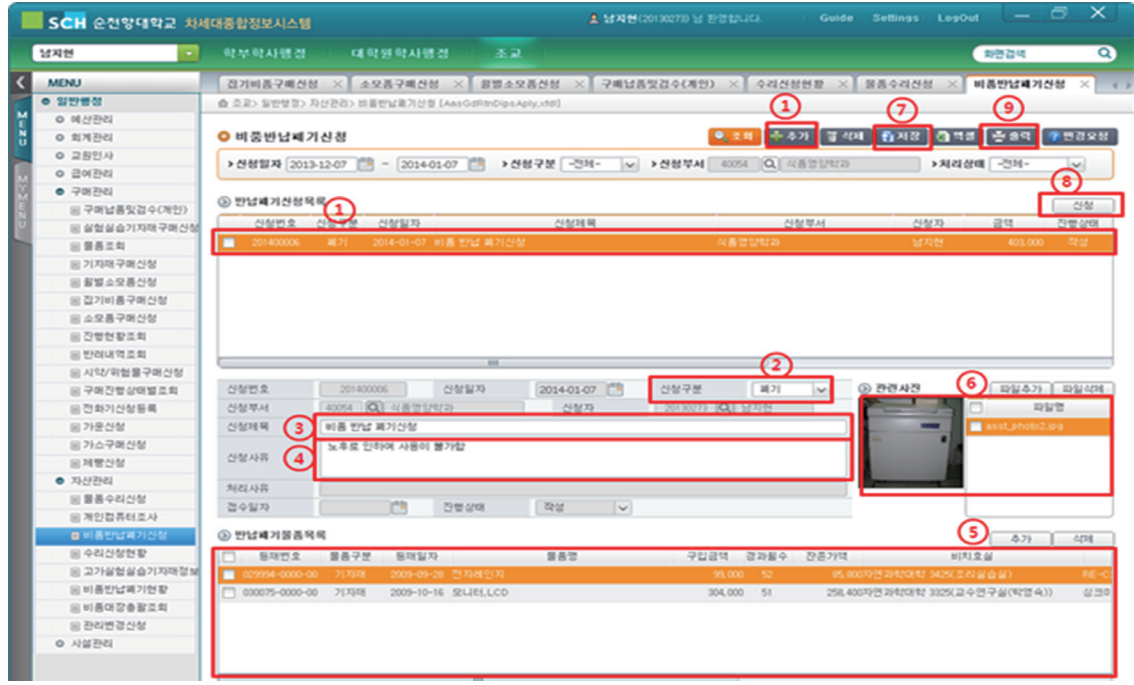 SCH 순천향대학교 차세대종합정보시스템
남지현(20130273) 님 환영합니다. Guide Settings LogOut
남지현 학부학사행정 대학원학사행정 조교 화면검색
MENU
집기비품구매신청 소모품구매신청 월별소모품신청 구매납품및검수(개인) 수리신청현황 물품수리신청 비품반납폐기신청
일반행정
조교> 일반행정> 자산관리> 비품반납폐기신청
예산관리
회계관리
교원인사
급여관리
구매관리
구매납품및검수(개인)
실험실습기자재구매신청
물품조회
기자재구매신청
월별소모품신청
집기비품구매신청
소모품구매신청
진행현황조회
반려내역조회
시약/위험물구매신청
구매진행상태별조회
전화기신청등록
가운신청
가스구매신청
제빵신청
자산관리
물품수리신청
개인컴퓨터조사
비품반납폐기신청
수리신청현황
고가실험실습기자재정보
비품반납폐기현황
비품대장총괄조회
관리변경신청
시설관리
MENU
MYMENU
① ⑦ ⑨
비품반납폐기신청 조회 추가 삭제 저장 엑셀 출력 변경요청
신청일자 2013-12-07 ~ 2014-01-07 신청구분 -전체- 신청부서 40054 식품영양학과 처리상태 -전체-
⑧
반납폐기신청목록 ① 신청
신청번호 신청구분 신청일자 신청제목 신청부서 신청자 금액 진행상태
201400006 폐기 2014-01-07 비품 반납 폐기신청 식품영양학과 남지현 403,000 작성
②
신청번호 201400006 신청일자 2014-01-07 신청구분 폐기
관련사진 ⑥ 파일추가 파일삭제
신청부서 40054 식품영양학과 신청자 20130273 남지현
파일명
신청제목 ③ 비품 반납 폐기신청
asst_photo2.jpg
신청사유 ④ 노후로 인하여 사용이 불가함
처리사유
접수일자 진행상태 작성
반납폐기물품목록 ⑤ 추가 삭제
등재번호 물품구분 등재일자 물품명 구입금액 경과월수 잔존가액 비치호실
029994-0000-00 기자재 2009-09-28 전자레인지 99,000 52 85,800 자연과학대학 3425(조리실습실) RE-C
030075-0000-00 기자재 2009-10-16 모니터,LCD 304,000 51 258,400 자연과학대학 3325(교수연구실(박영숙)) 싱크마